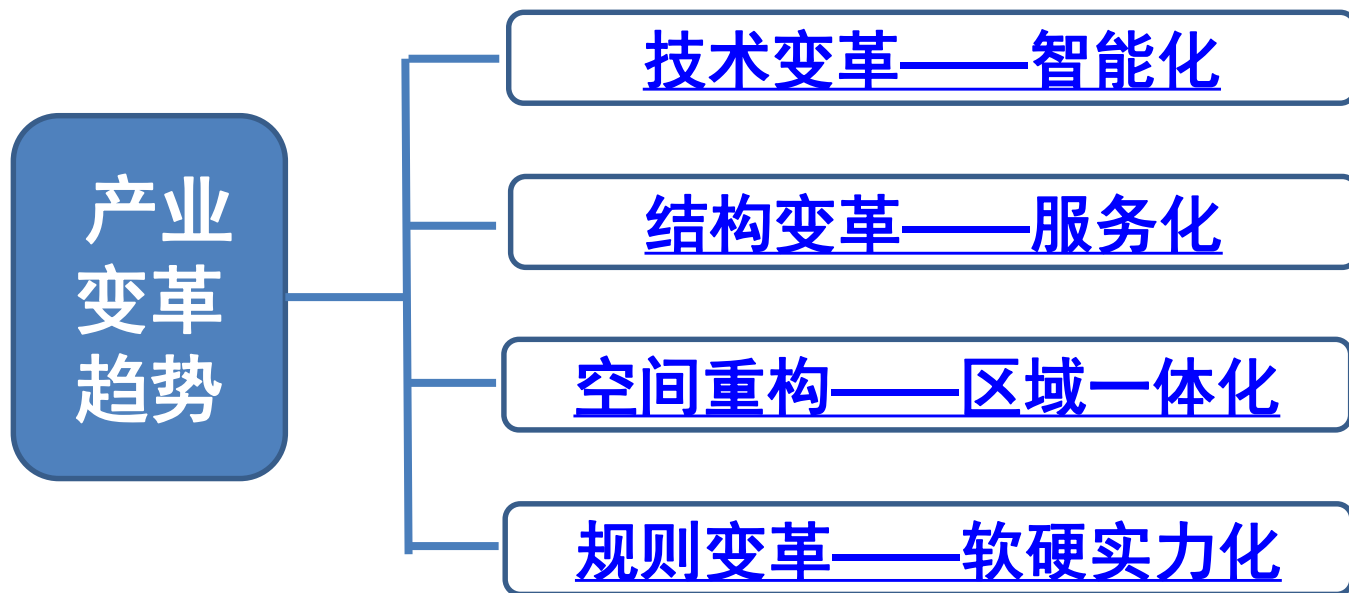 产业
变革
趋势
技术变革——智能化
结构变革——服务化
空间重构——区域一体化
规则变革——软硬实力化